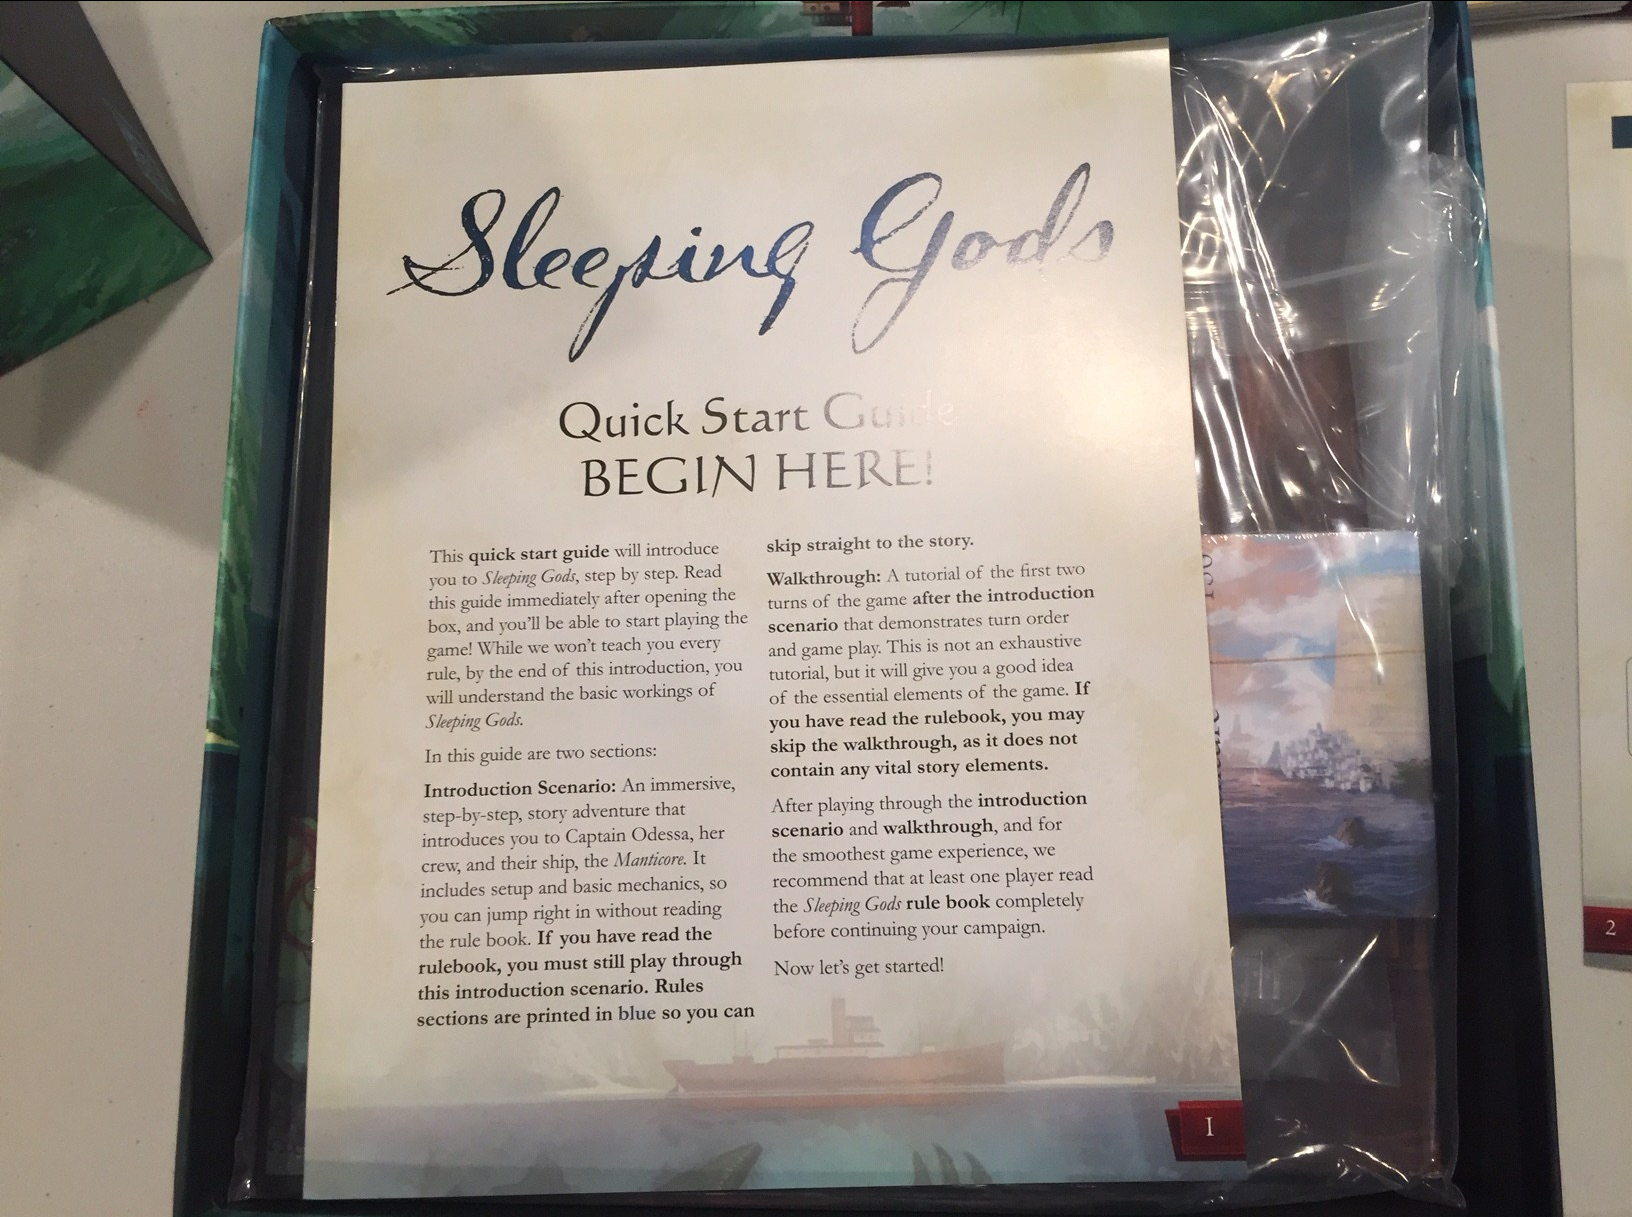 Sleeping Gods
Quick Start Guide
BEGIN HERE!
This quick start guide will introduce
you to Sleeping Gods, step by step. Read
this guide immediately after opening the
box, and you'll be able to start playing the
game! While we won't teach you every
rule, by the end of this introduction, you
will understand the basic workings of
Sleeping Gods.
In this guide are two sections:
Introduction Scenario: An immersive,
step-by-step, story adventure that
introduces you to Captain Odessa, her
crew, and their ship, the Manticore. It
includes setup and basic mechanics, so
you can jump right in without reading
the rule book. If you have read the
rulebook, you must still play through
this introduction scenario. Rules
sections are printed in blue so you can
skip straight to the story.
Walkthrough: A tutorial of the first two
turns of the game after the introduction
scenario that demonstrates turn order
and game play. This is not an exhaustive
tutorial, but it will give you a good idea
of the essential elements of the game. If
you have read the rulebook, you may
skip the walkthrough, as it does not
contain any vital story elements.
After playing through the introduction
scenario and walkthrough, and for
the smoothest game experience, we
recommend that at least one player read
the Sleeping Gods rule book completely
before continuing your campaign.
Now let's get started!
1
2